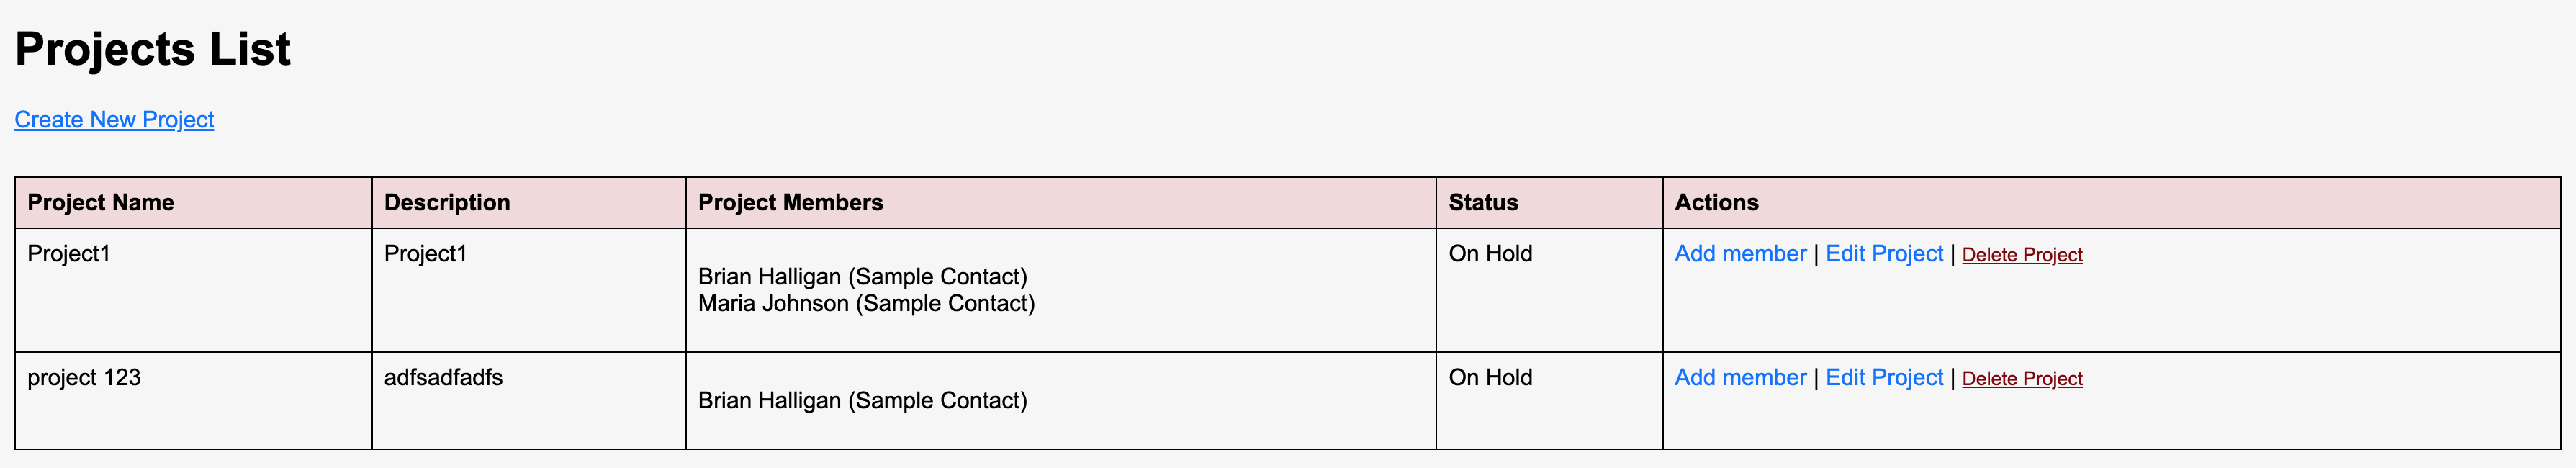 Projects List
Create New Project
Project Name Description Project Members Status Actions
Project1 Project1 On Hold Add member | Edit Project | Delete Project
Brian Halligan (Sample Contact)
Maria Johnson (Sample Contact)
project 123 adfsadfadfs On Hold Add member | Edit Project | Delete Project
Brian Halligan (Sample Contact)